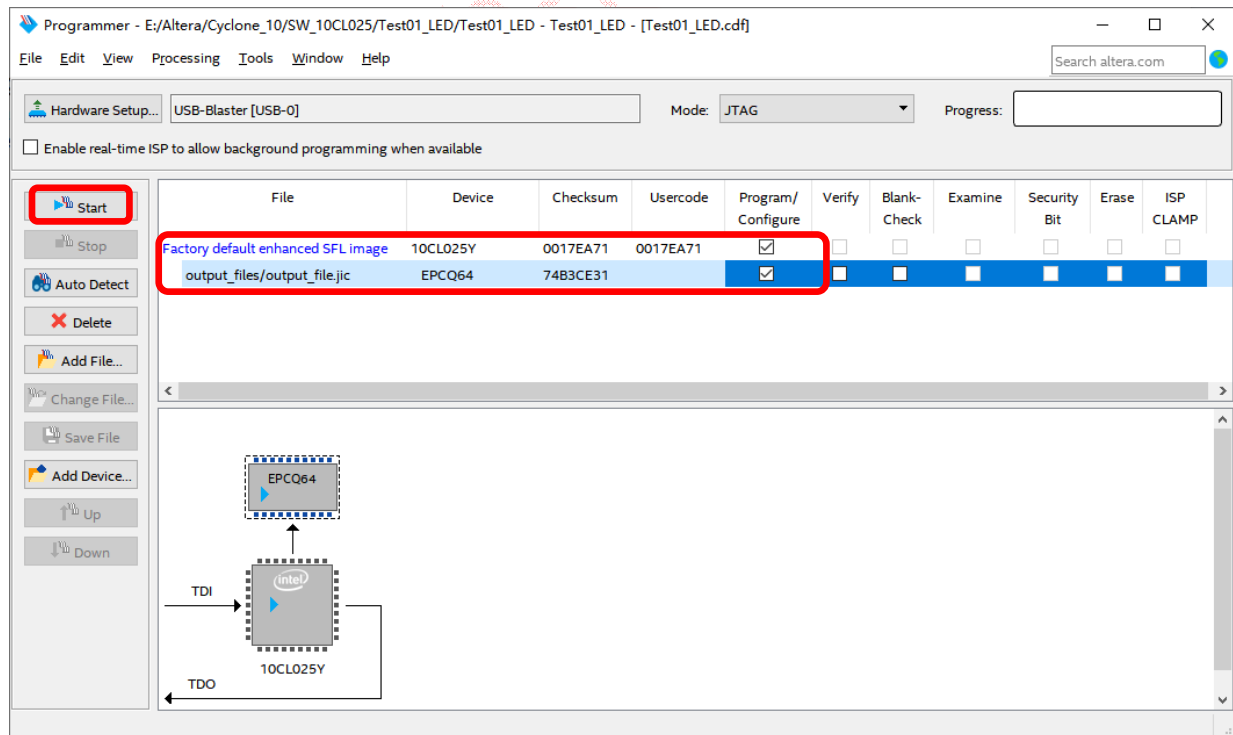 Programmer - E:/Altera/Cyclone_10/SW_10CL025/Test01_LED/Test01_LED - Test01_LED - [Test01_LED.cdf]
File Edit View Processing Tools Window Help
Search altera.com
Hardware Setup... USB-Blaster [USB-0] Mode: JTAG Progress:
Enable real-time ISP to allow background programming when available
Start
Stop
Auto Detect
Delete
Add File...
Change File...
Save File
Add Device...
Up
Down
File Device Checksum Usercode Program/ Verify Blank- Examine Security Erase ISP
Configure Check Bit CLAMP
Factory default enhanced SFL image 10CL025Y 0017EA71 0017EA71
output_files/output_file.jic EPCQ64 74B3CE31
EPCQ64
intel
TDI
10CL025Y
TDO